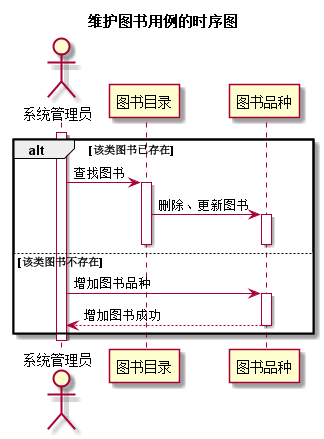 维护图书用例的时序图
系统管理员
图书目录
图书品种
alt
[该类图书已存在]
查找图书
删除、更新图书
[该类图书不存在]
增加图书品种
增加图书成功
系统管理员
图书目录
图书品种